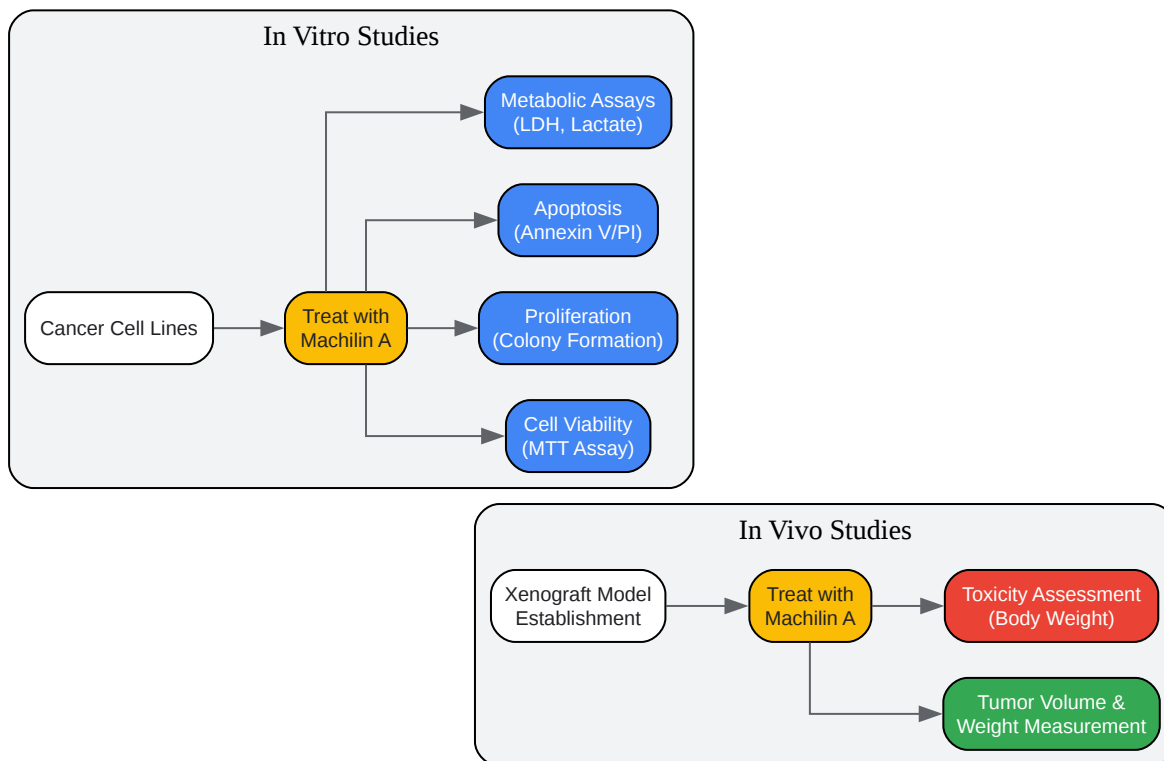 In Vitro Studies
Metabolic Assays
(LDH, Lactate)
Apoptosis
(Annexin V/PI)
Cancer Cell Lines
Treat with
Machilin A
Proliferation
(Colony Formation)
Cell Viability
(MTT Assay)
In Vivo Studies
Xenograft Model
Establishment
Treat with
Machilin A
Toxicity Assessment
(Body Weight)
Tumor Volume &
Weight Measurement